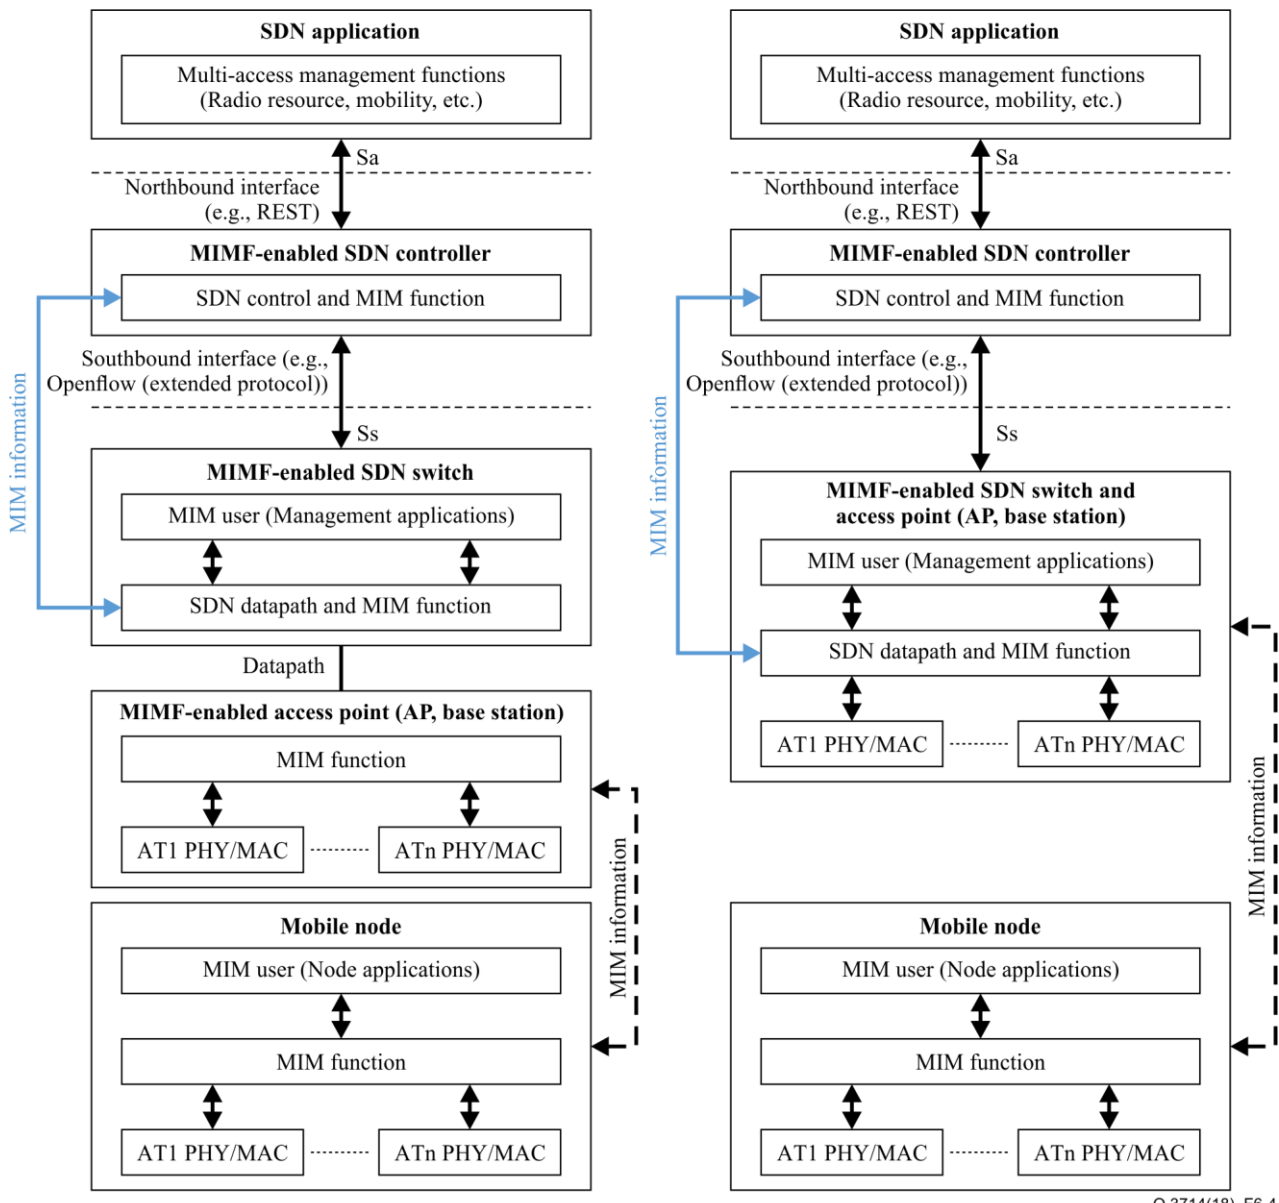 SDN application
Multi-access management functions
(Radio resource, mobility, etc.)
Sa
Northbound interface
(e.g., REST)
MIMF-enabled SDN controller
SDN control and MIM function
Southbound interface (e.g.,
Openflow (extended protocol))
MIM information
Ss
MIMF-enabled SDN switch
MIM user (Management applications)
SDN datapath and MIM function
Datapath
MIMF-enabled access point (AP, base station)
MIM function
AT1 PHY/MAC
ATn PHY/MAC
MIM information
Mobile node
MIM user (Node applications)
MIM function
AT1 PHY/MAC
ATn PHY/MAC
SDN application
Multi-access management functions
(Radio resource, mobility, etc.)
Sa
Northbound interface
(e.g., REST)
MIMF-enabled SDN controller
SDN control and MIM function
Southbound interface (e.g.,
Openflow (extended protocol))
MIM information
Ss
MIMF-enabled SDN switch and
access point (AP, base station)
MIM user (Management applications)
SDN datapath and MIM function
AT1 PHY/MAC
ATn PHY/MAC
MIM information
Mobile node
MIM user (Node applications)
MIM function
AT1 PHY/MAC
ATn PHY/MAC